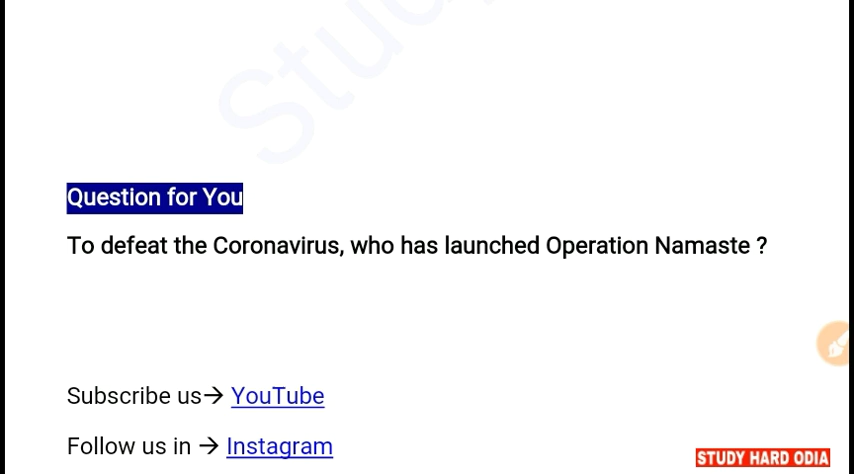 Stu
Question for You
To defeat the Coronavirus, who has launched Operation Namaste ?
Subscribe us→ YouTube
Follow us in → Instagram
STUDY HARD ODIA